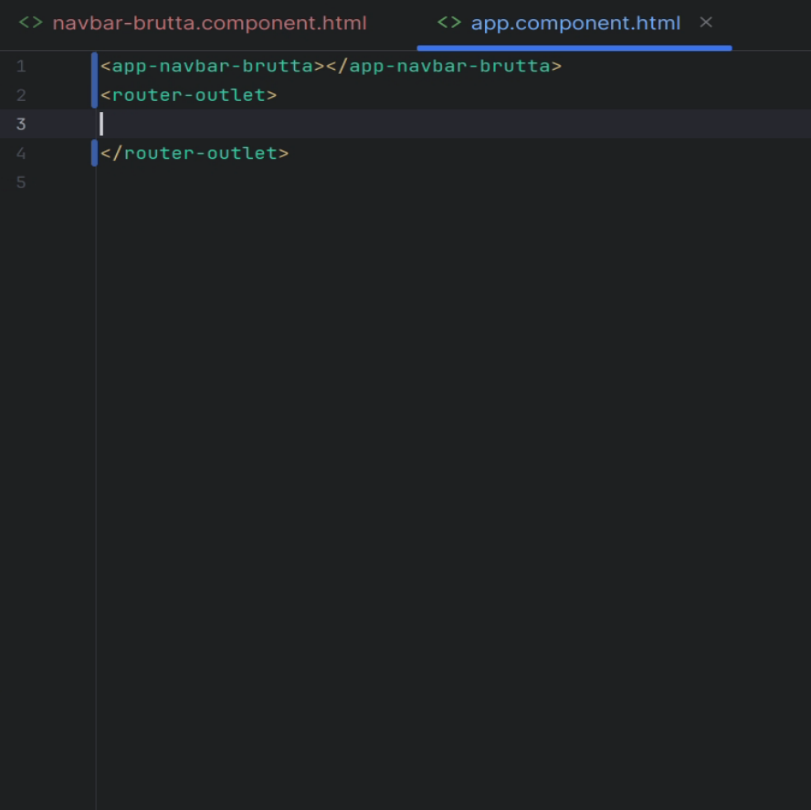 <> navbar-brutta.component.html <> app.component.html ×
1 <app-navbar-brutta></app-navbar-brutta>
2 <router-outlet>
3
4 </router-outlet>
5